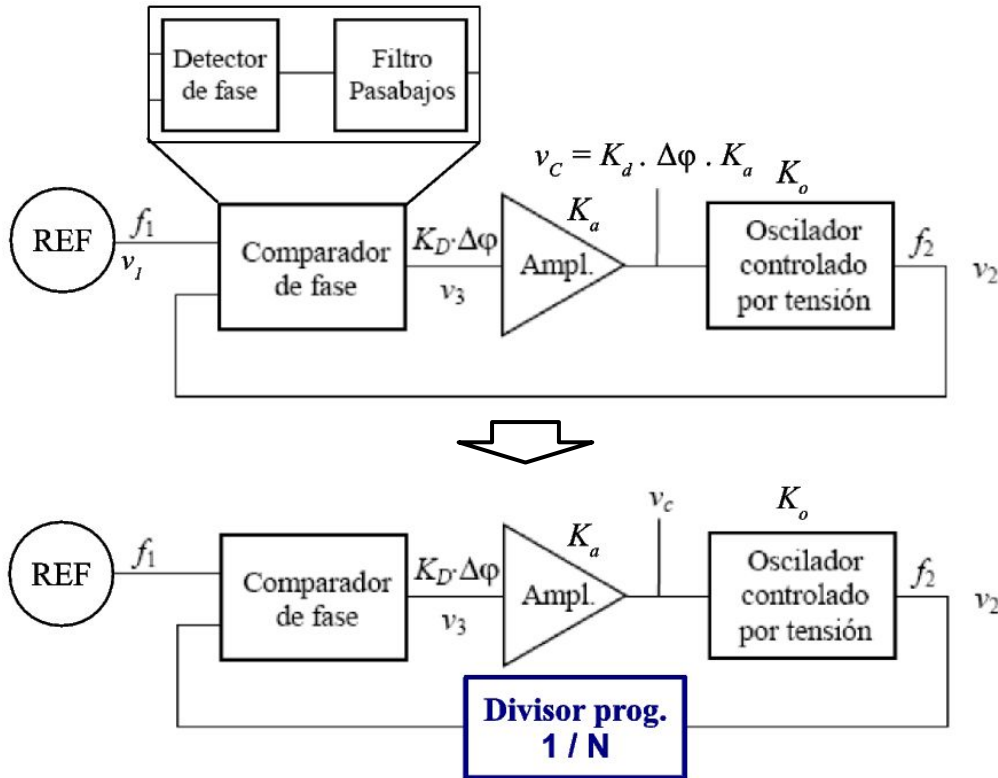 Detector
de fase
Filtro
Pasabajos
v_C = K_d . Δφ . K_a
K_o
REF
f_1
v_1
Comparador
de fase
K_D·Δφ
v_3
K_a
Ampl.
Oscilador
controlado
por tensión
f_2
v_2
v_c
K_o
REF
f_1
Comparador
de fase
K_D·Δφ
v_3
K_a
Ampl.
Oscilador
controlado
por tensión
f_2
v_2
Divisor prog.
1 / N